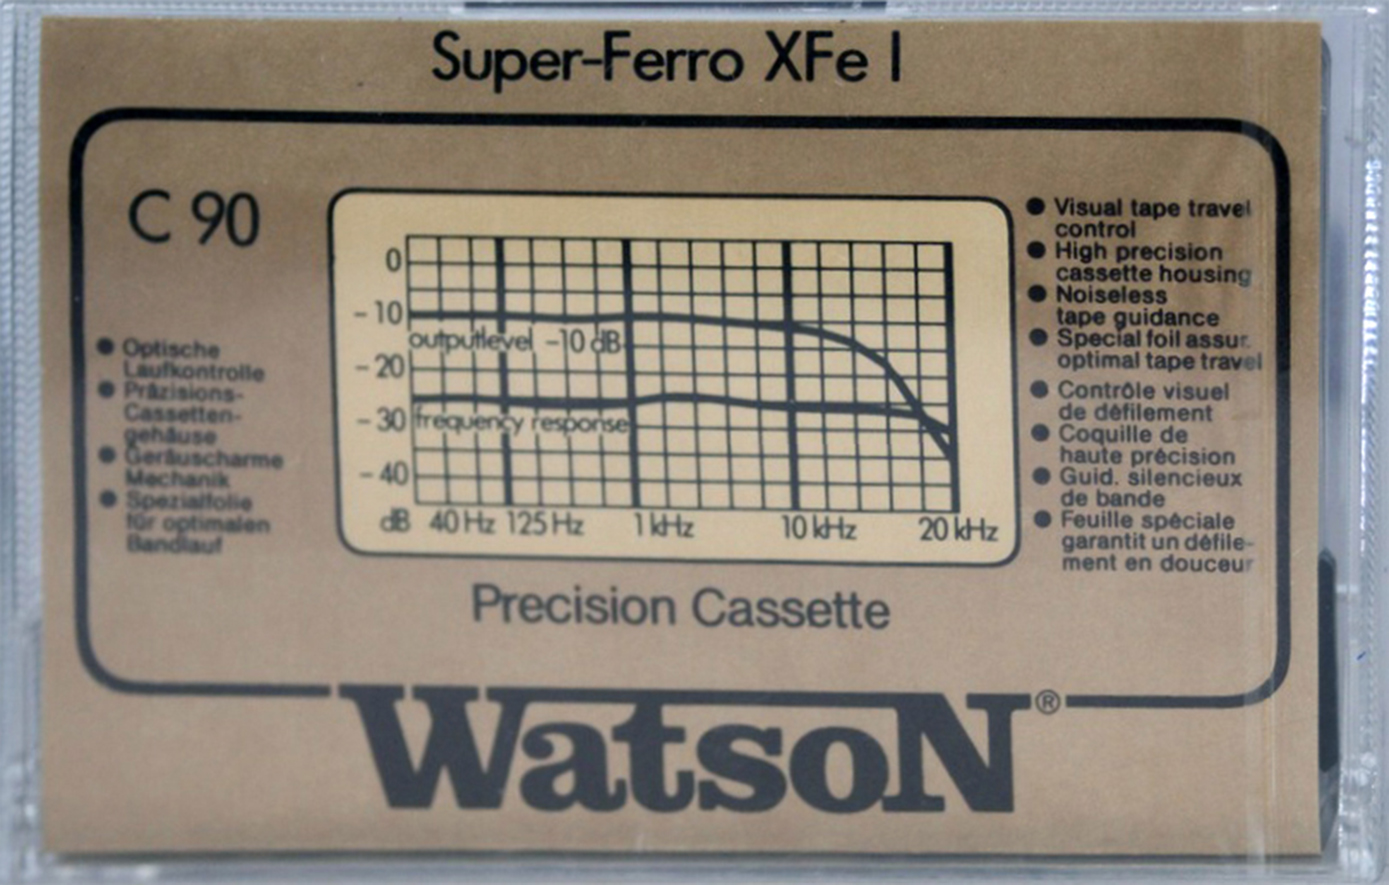 Super-Ferro XFe I
C 90
● Optische
Laufkontrolle
● Präzisions-
Cassetten-
gehäuse
● Geräuscharme
Mechanik
● Spezialfolie
für optimalen
Bandlauf
0
-10
outputlevel -10 dB
-20
-30
frequency response
-40
dB 40 Hz 125 Hz 1 kHz 10 kHz 20 kHz
● Visual tape travel
control
● High precision
cassette housing
● Noiseless
tape guidance
● Special foil assur.
optimal tape travel
● Contrôle visuel
de défilement
● Coquille de
haute précision
● Guid. silencieux
de bande
● Feuille spéciale
garantit un défile-
ment en douceur
Precision Cassette
WatsoN®